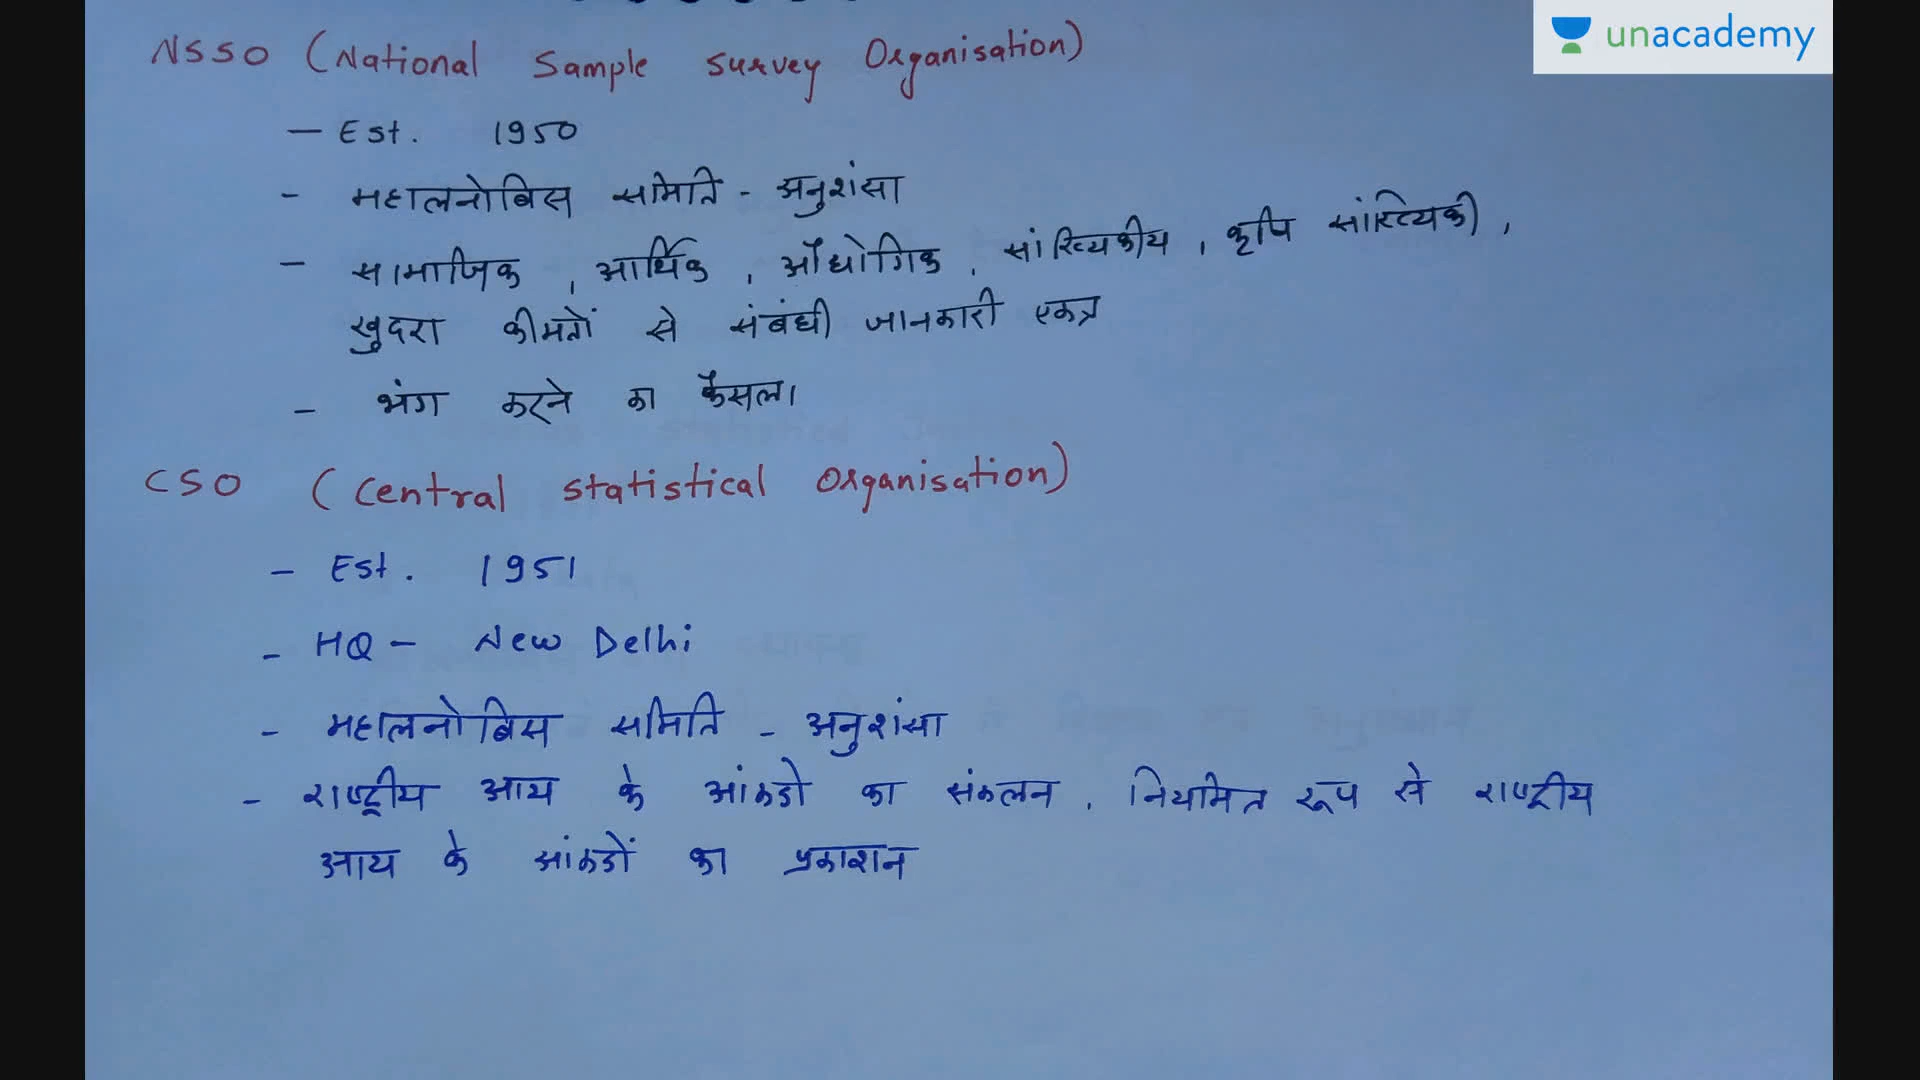 unacademy
NSSO (National Sample Survey Organisation)
- Est. 1950
- महालनोबिस समिति - अनुशंसा
- सामाजिक, आर्थिक, औद्योगिक, सांख्यिकीय, कृषि सांख्यिकी,
खुदरा कीमतों से संबंधी जानकारी एकत्र
- भंग करने का फैसला।
CSO (Central statistical Organisation)
- Est. 1951
- HQ - New Delhi
- महालनोबिस समिति - अनुशंसा
- राष्ट्रीय आय के आंकडो का संकलन, नियमित रूप से राष्ट्रीय
आय के आंकडों का प्रकाशन